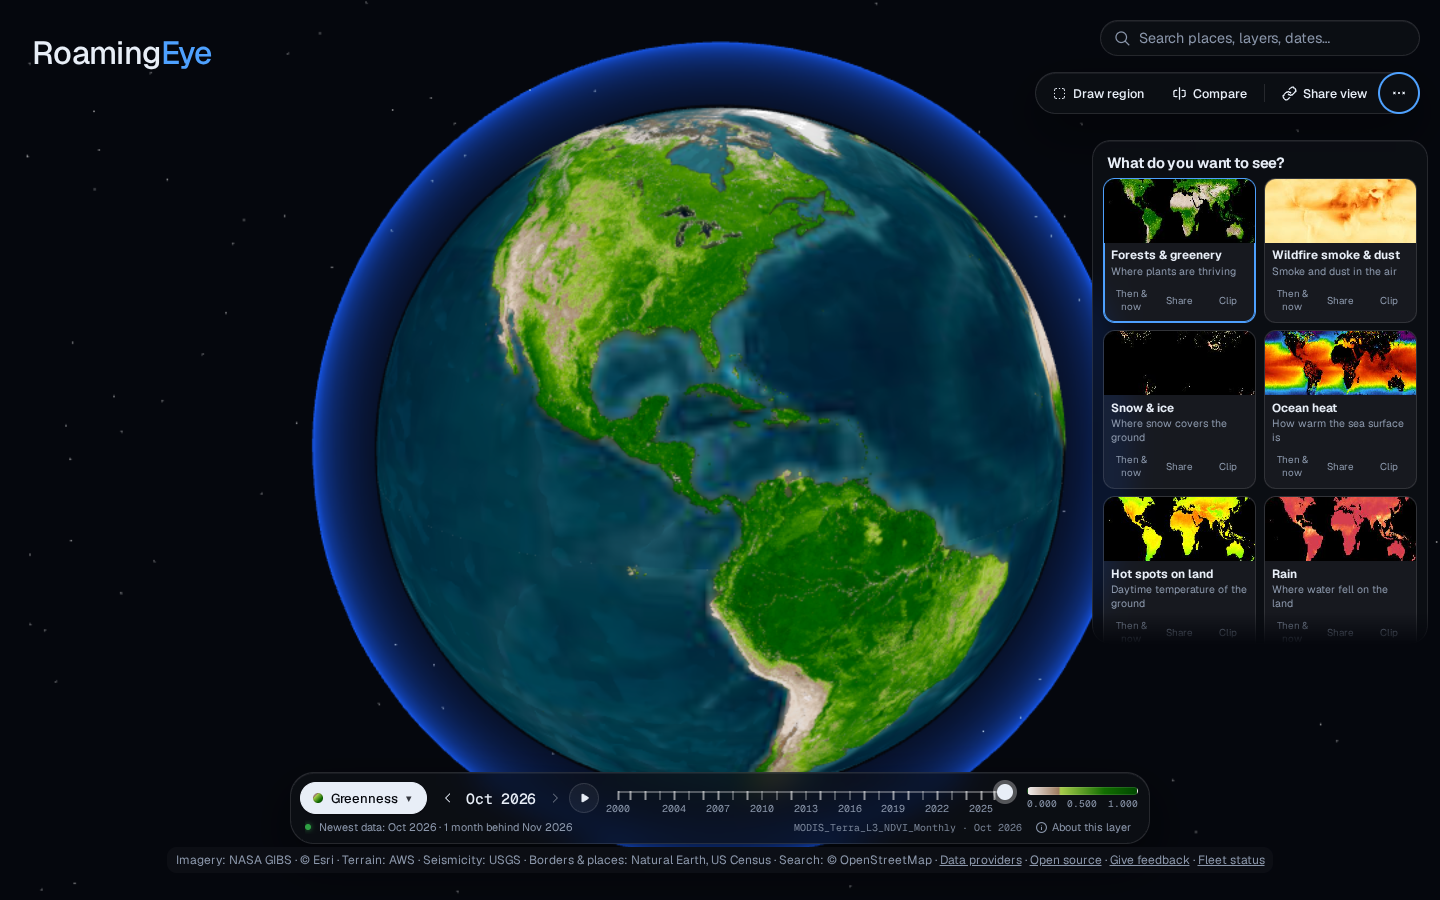 RoamingEye
Search places, layers, dates...
Draw region
Compare
Share view
What do you want to see?
Forests & greenery
Where plants are thriving
Then & now
Share
Clip
Wildfire smoke & dust
Smoke and dust in the air
Then & now
Share
Clip
Snow & ice
Where snow covers the ground
Then & now
Share
Clip
Ocean heat
How warm the sea surface is
Then & now
Share
Clip
Hot spots on land
Daytime temperature of the ground
Then & now
Share
Clip
Rain
Where water fell on the land
Then & now
Share
Clip
Greenness
Oct 2026
2000 2004 2007 2010 2013 2016 2019 2022 2025
0.000 0.500 1.000
Newest data: Oct 2026 · 1 month behind Nov 2026
MODIS_Terra_L3_NDVI_Monthly · Oct 2026
About this layer
Imagery: NASA GIBS · © Esri · Terrain: AWS · Seismicity: USGS · Borders & places: Natural Earth, US Census · Search: © OpenStreetMap · Data providers · Open source · Give feedback · Fleet status